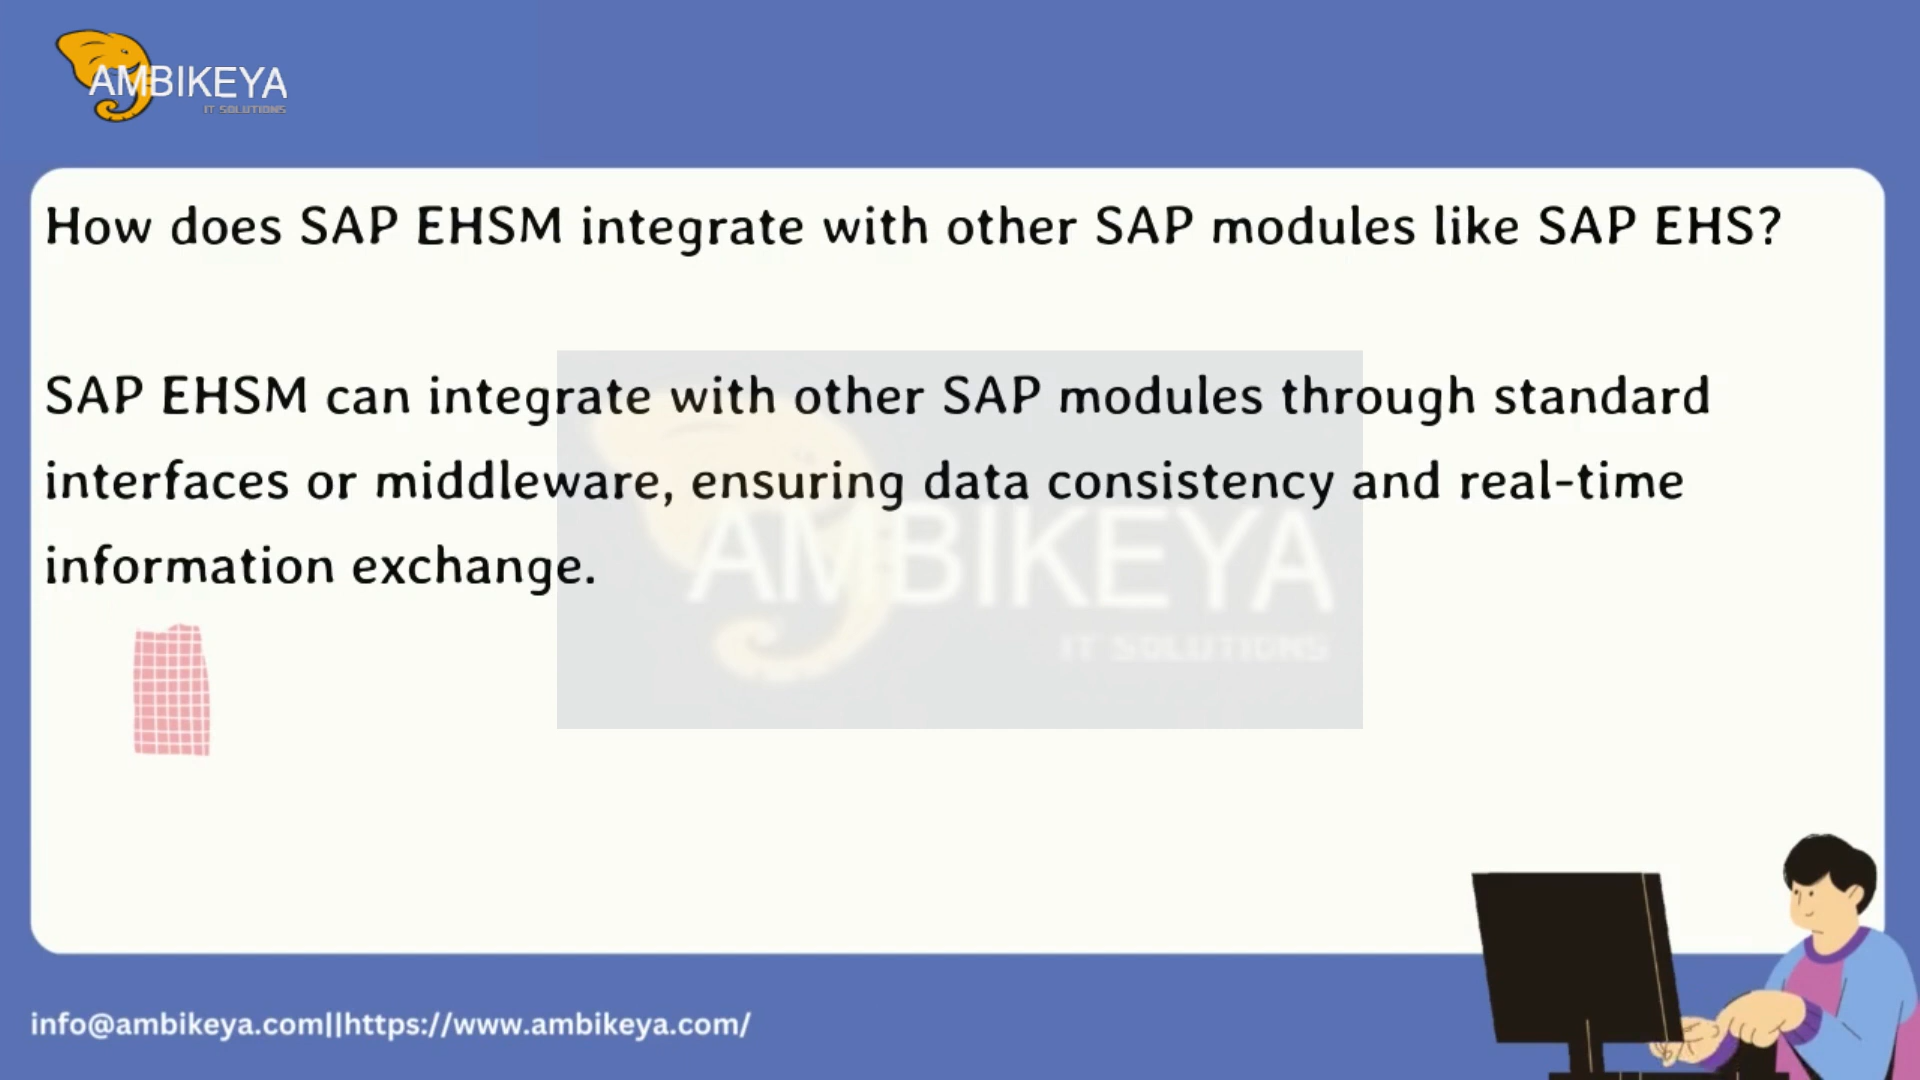 AMBIKEYA
IT SOLUTIONS
How does SAP EHSM integrate with other SAP modules like SAP EHS?
SAP EHSM can integrate with other SAP modules through standard
interfaces or middleware, ensuring data consistency and real-time
information exchange.
AMBIKEYA
IT SOLUTIONS
info@ambikeya.com||https://www.ambikeya.com/